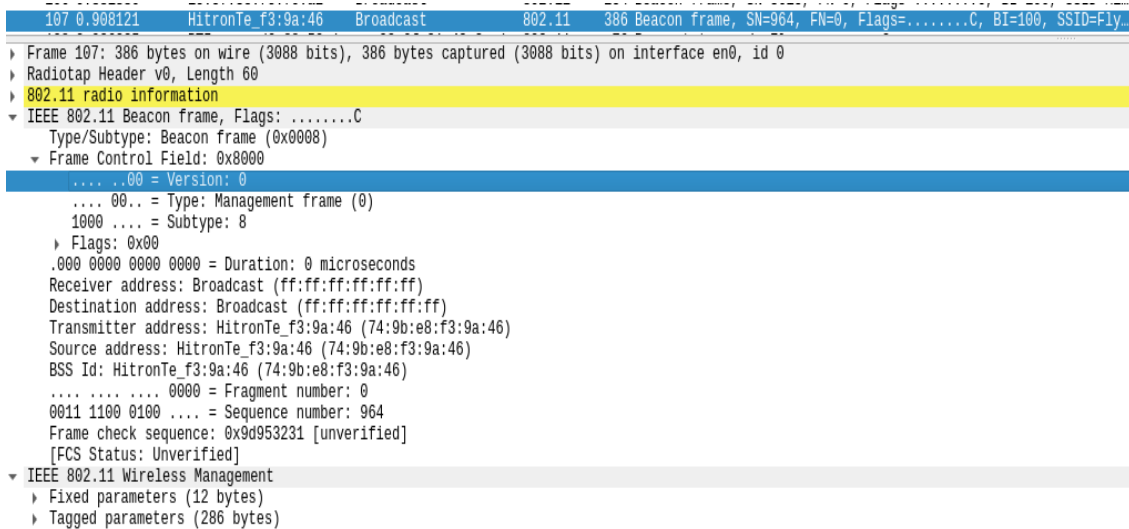 107 0.908121 HitronTe_f3:9a:46 Broadcast 802.11 386 Beacon frame, SN=964, FN=0, Flags=........C, BI=100, SSID=Fly…
Frame 107: 386 bytes on wire (3088 bits), 386 bytes captured (3088 bits) on interface en0, id 0
Radiotap Header v0, Length 60
802.11 radio information
IEEE 802.11 Beacon frame, Flags: ........C
Type/Subtype: Beacon frame (0x0008)
Frame Control Field: 0x8000
.... ..00 = Version: 0
.... 00.. = Type: Management frame (0)
1000 .... = Subtype: 8
Flags: 0x00
.000 0000 0000 0000 = Duration: 0 microseconds
Receiver address: Broadcast (ff:ff:ff:ff:ff:ff)
Destination address: Broadcast (ff:ff:ff:ff:ff:ff)
Transmitter address: HitronTe_f3:9a:46 (74:9b:e8:f3:9a:46)
Source address: HitronTe_f3:9a:46 (74:9b:e8:f3:9a:46)
BSS Id: HitronTe_f3:9a:46 (74:9b:e8:f3:9a:46)
.... .... .... 0000 = Fragment number: 0
0011 1100 0100 .... = Sequence number: 964
Frame check sequence: 0x9d953231 [unverified]
[FCS Status: Unverified]
IEEE 802.11 Wireless Management
Fixed parameters (12 bytes)
Tagged parameters (286 bytes)